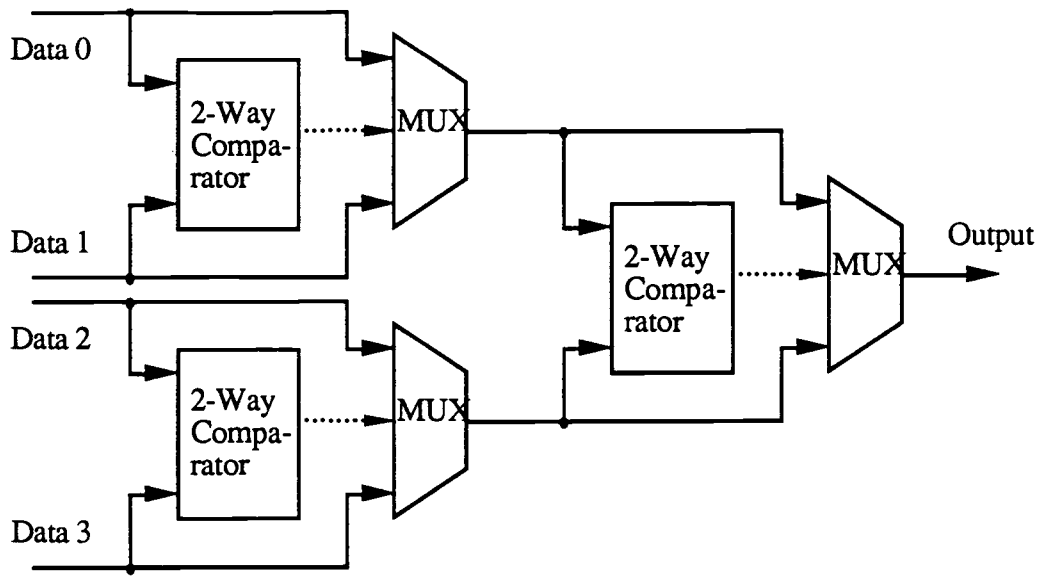 Data 0
2-Way
Compa-
rator
MUX
Data 1
Data 2
2-Way
Compa-
rator
MUX
Data 3
2-Way
Compa-
rator
MUX
Output